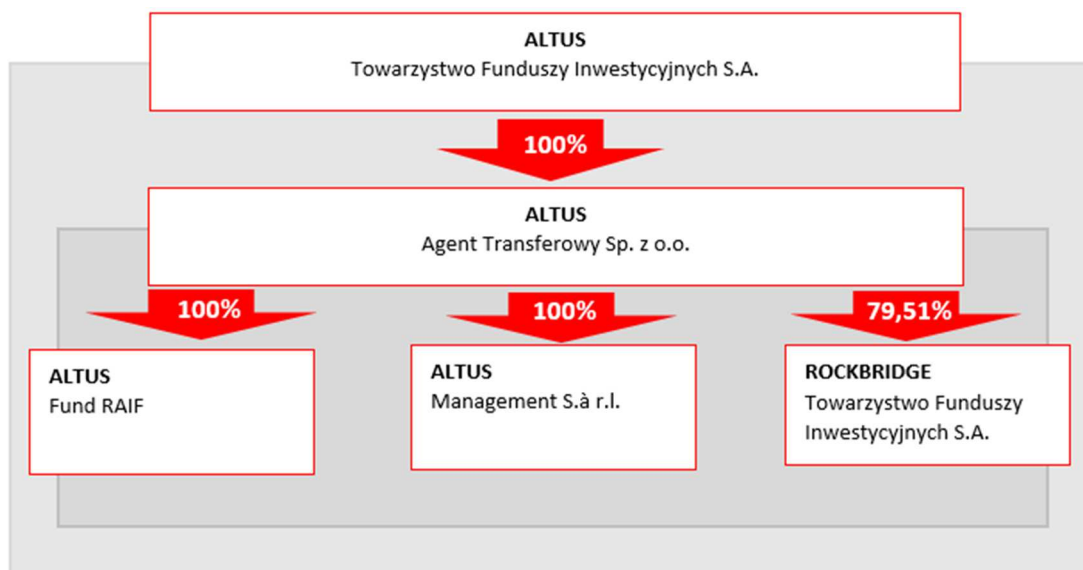 ALTUS
Towarzystwo Funduszy Inwestycyjnych S.A.
100%
ALTUS
Agent Transferowy Sp. z o.o.
100%
100%
79,51%
ALTUS
Fund RAIF
ALTUS
Management S.à r.l.
ROCKBRIDGE
Towarzystwo Funduszy
Inwestycyjnych S.A.